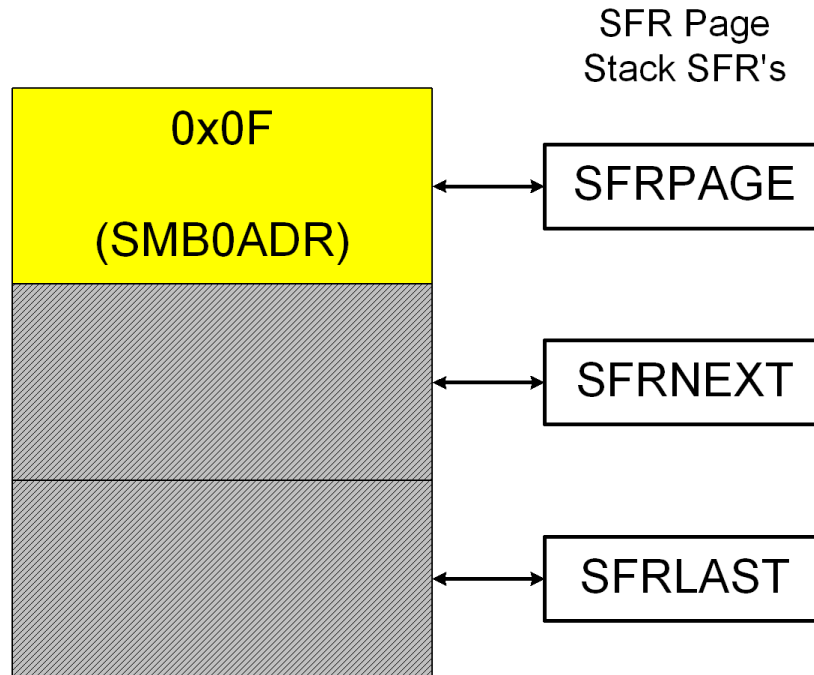 SFR Page
Stack SFR's
0x0F
(SMB0ADR)
SFRPAGE
SFRNEXT
SFRLAST